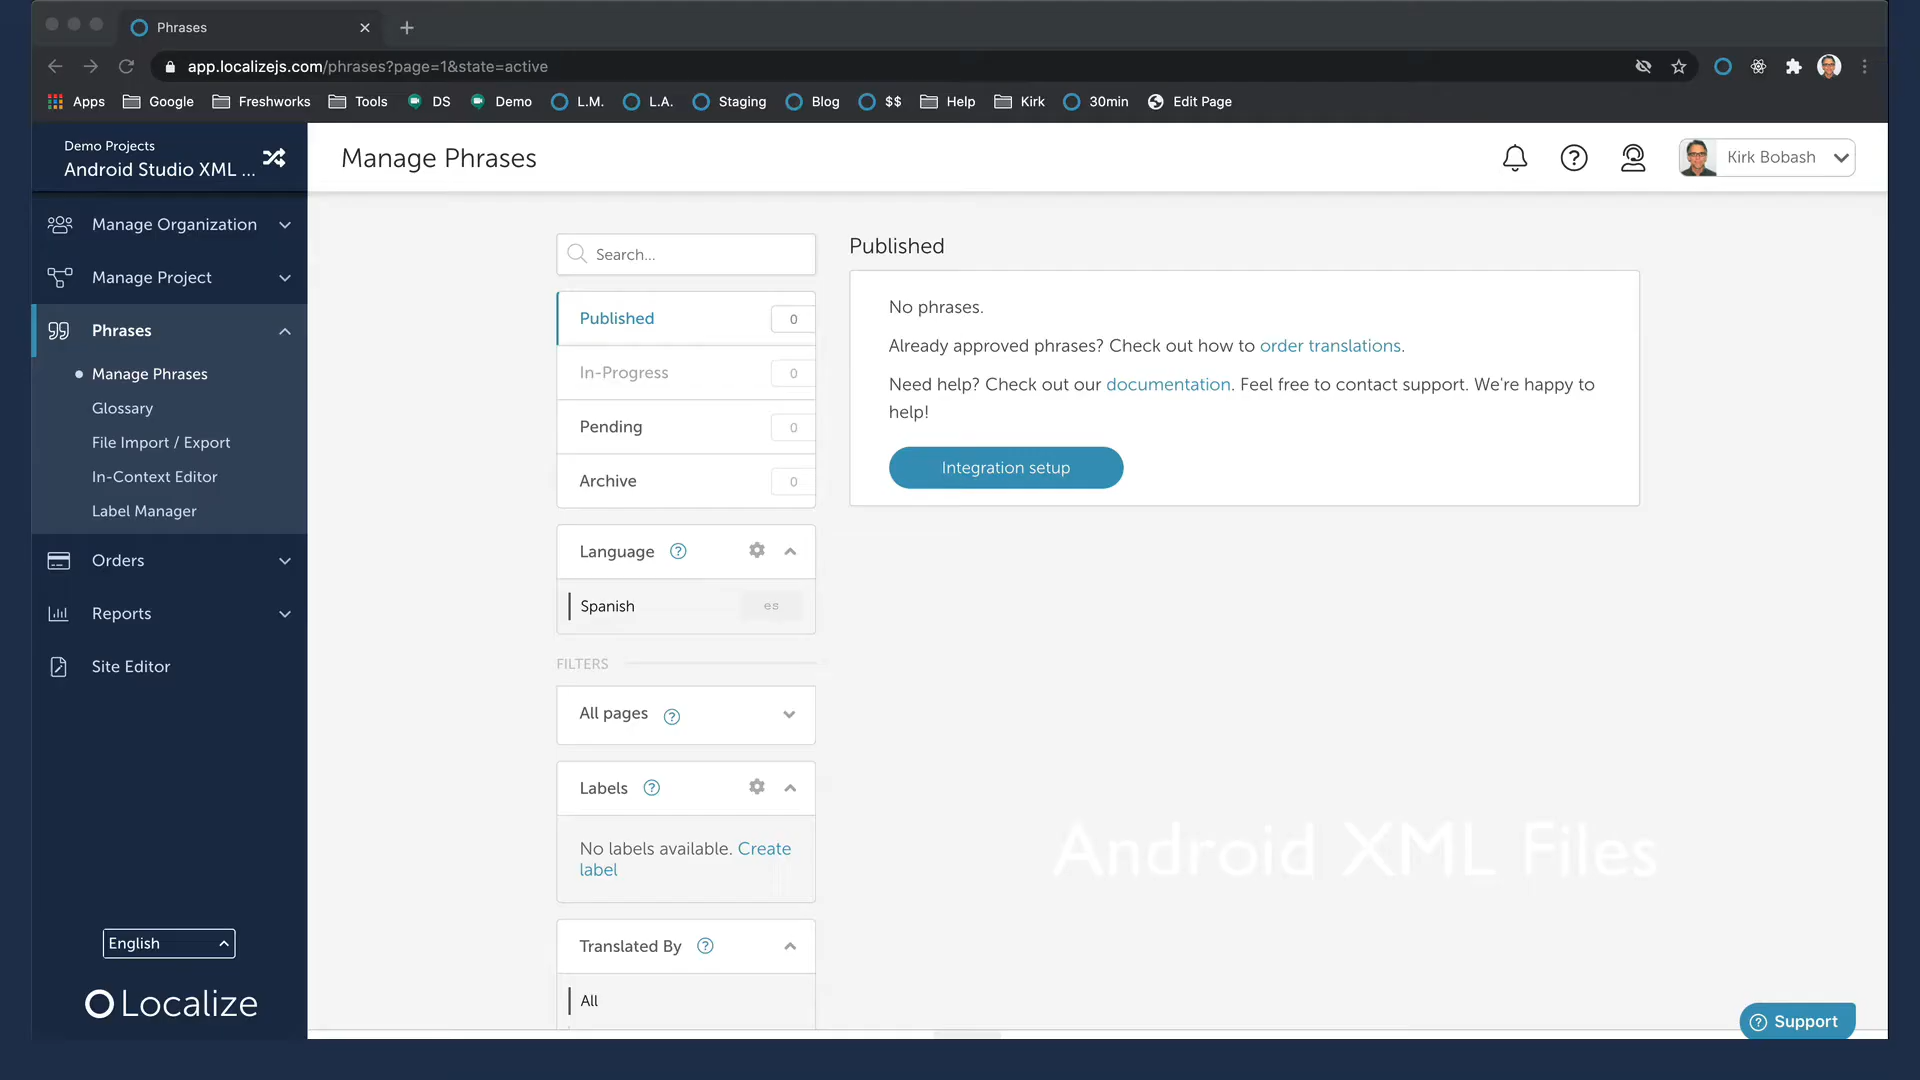 Phrases
app.localizejs.com/phrases?page=1&state=active
Apps Google Freshworks Tools DS Demo L.M. L.A. Staging Blog $$ Help Kirk 30min Edit Page
Demo Projects
Android Studio XML ...
Manage Phrases
Kirk Bobash
Manage Organization
Manage Project
Phrases
Manage Phrases
Glossary
File Import / Export
In-Context Editor
Label Manager
Orders
Reports
Site Editor
English
Localize
Search...
Published 0
In-Progress 0
Pending 0
Archive 0
Language ?
Spanish es
FILTERS
All pages ?
Labels ?
No labels available. Create
label
Translated By ?
All
Published
No phrases.
Already approved phrases? Check out how to order translations.
Need help? Check out our documentation. Feel free to contact support. We're happy to
help!
Integration setup
Android XML Files
? Support